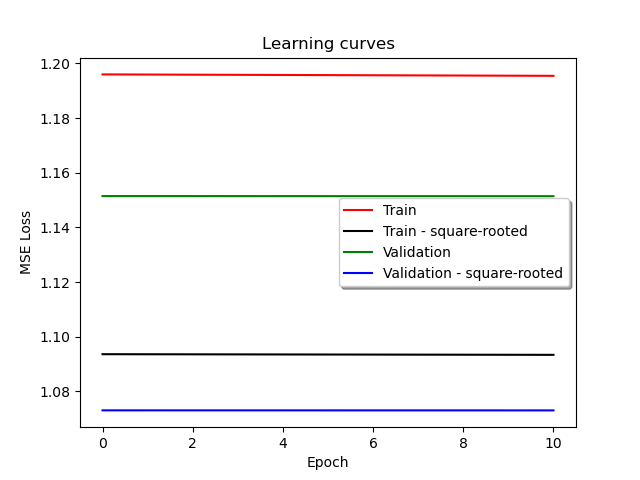 Learning curves
1.20
1.18
1.16
1.14
1.12
1.10
1.08
MSE Loss
Train
Train - square-rooted
Validation
Validation - square-rooted
0 2 4 6 8 10
Epoch